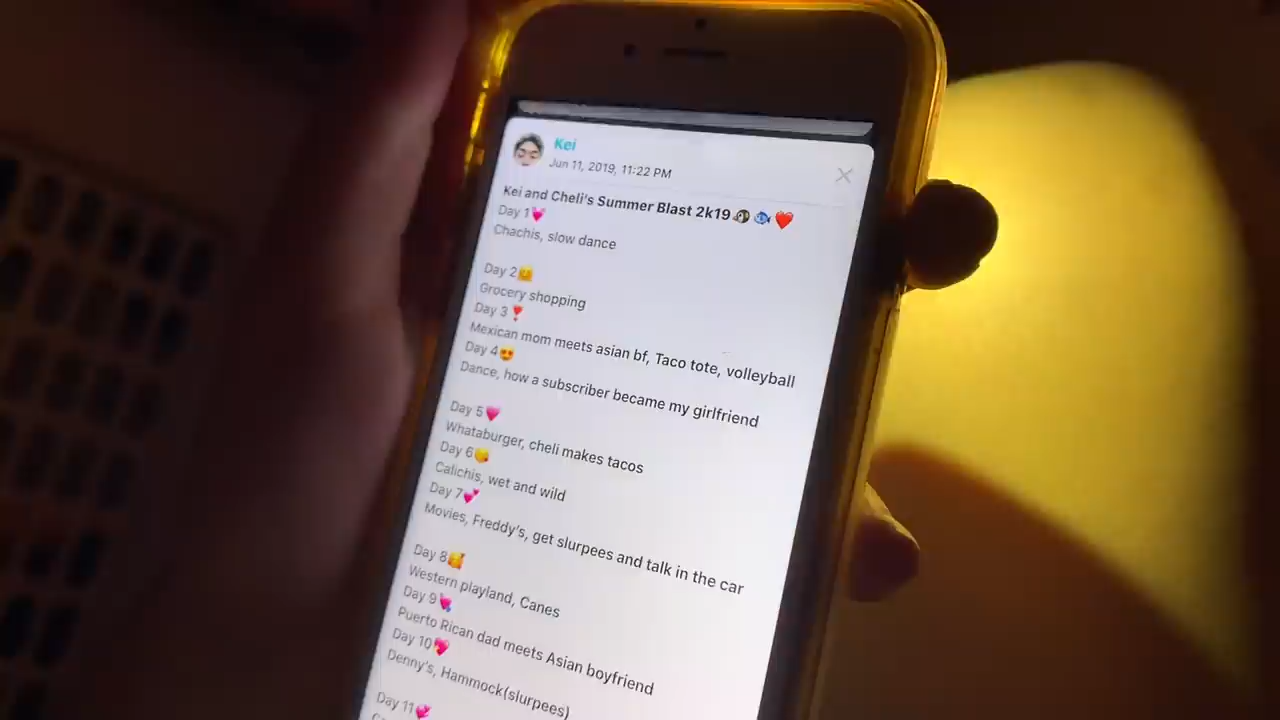 Kei
Jun 11, 2019, 11:22 PM
Kei and Cheli's Summer Blast 2k19🐧🐟❤️
Day 1💓
Chachis, slow dance
Day 2😊
Grocery shopping
Day 3❣️
Mexican mom meets asian bf, Taco tote, volleyball
Day 4😍
Dance, how a subscriber became my girlfriend
Day 5💗
Whataburger, cheli makes tacos
Day 6😘
Calichis, wet and wild
Day 7💕
Movies, Freddy's, get slurpees and talk in the car
Day 8🥰
Western playland, Canes
Day 9💘
Puerto Rican dad meets Asian boyfriend
Day 10💖
Denny's, Hammock(slurpees)
Day 11💞